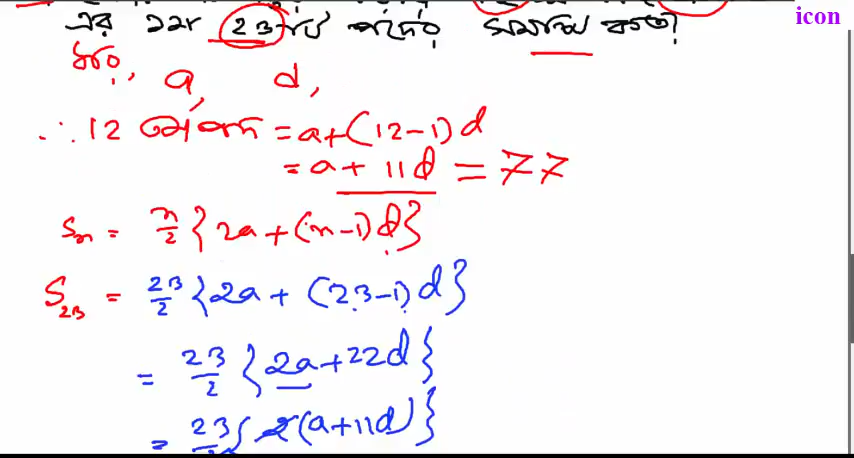 icon
এর ১ম 23 টি পদের সমষ্টি কত?
ধরি, a, d,
∴ 12 তম পদ = a+(12-1)d
= a + 11d = 77
Sn = n/2 {2a + (n-1)d}
S23 = 23/2 {2a + (23-1)d}
= 23/2 {2a+22d}
= 23/2 { 2(a+11d)}